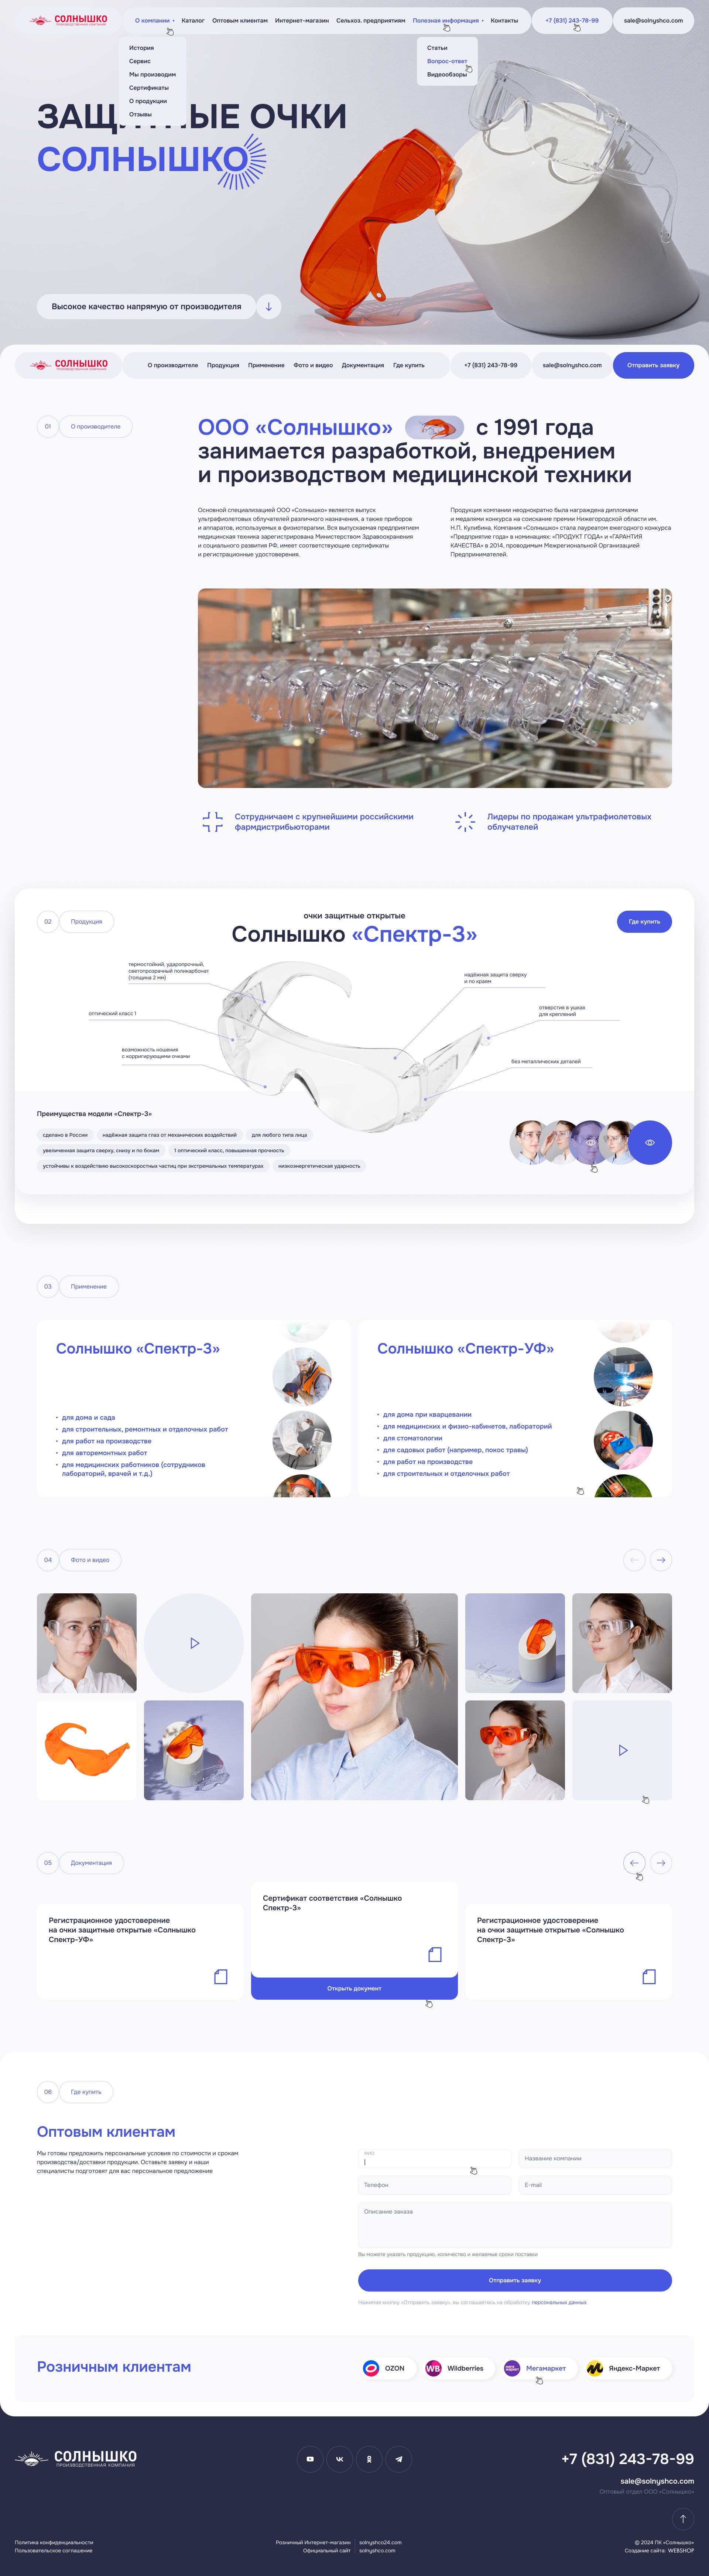 СОЛНЫШКО
ПРОИЗВОДСТВЕННАЯ КОМПАНИЯ
О компании
Каталог
Оптовым клиентам
Интернет-магазин
Сельхоз. предприятиям
Полезная информация
Контакты
+7 (831) 243-78-99
sale@solnyshco.com
История
Сервис
Мы производим
Сертификаты
О продукции
Отзывы
Статьи
Вопрос-ответ
Видеообзоры
ЗАЩ НЫЕ ОЧКИ
СОЛНЫШКО
Высокое качество напрямую от производителя
СОЛНЫШКО
ПРОИЗВОДСТВЕННАЯ КОМПАНИЯ
О производителе
Продукция
Применение
Фото и видео
Документация
Где купить
+7 (831) 243-78-99
sale@solnyshco.com
Отправить заявку
01
О производителе
ООО «Солнышко» с 1991 года
занимается разработкой, внедрением
и производством медицинской техники
Основной специализацией ООО «Солнышко» является выпуск
ультрафиолетовых облучателей различного назначения, а также приборов
и аппаратов, используемых в физиотерапии. Вся выпускаемая предприятием
медицинская техника зарегистрирована Министерством Здравоохранения
и социального развития РФ, имеет соответствующие сертификаты
и регистрационные удостоверения.
Продукция компании неоднократно была награждена дипломами
и медалями конкурса на соискание премии Нижегородской области им.
Н.П. Кулибина. Компания «Солнышко» стала лауреатом ежегодного конкурса
«Предприятие года» в номинациях: «ПРОДУКТ ГОДА» и «ГАРАНТИЯ
КАЧЕСТВА» в 2014, проводимым Межрегиональной Организацией
Предпринимателей.
Сотрудничаем с крупнейшими российскими
фармдистрибьюторами
Лидеры по продажам ультрафиолетовых
облучателей
02
Продукция
очки защитные открытые
Солнышко «Спектр-3»
Где купить
термостойкий, ударопрочный,
светопрозрачный поликарбонат
(толщина 2 мм)
оптический класс 1
возможность ношения
с корригирующими очками
надёжная защита сверху
и по краям
отверстия в ушках
для креплений
без металлических деталей
Преимущества модели «Спектр-3»
сделано в России
надёжная защита глаз от механических воздействий
для любого типа лица
увеличенная защита сверху, снизу и по бокам
1 оптический класс, повышенная прочность
устойчивы к воздействию высокоскоростных частиц при экстремальных температурах
низкоэнергетическая ударность
03
Применение
Солнышко «Спектр-3»
для дома и сада
для строительных, ремонтных и отделочных работ
для работ на производстве
для авторемонтных работ
для медицинских работников (сотрудников
лабораторий, врачей и т.д.)
Солнышко «Спектр-УФ»
для дома при кварцевании
для медицинских и физио-кабинетов, лабораторий
для стоматологии
для садовых работ (например, покос травы)
для работ на производстве
для строительных и отделочных работ
04
Фото и видео
05
Документация
Регистрационное удостоверение
на очки защитные открытые «Солнышко
Спектр-УФ»
Сертификат соответствия «Солнышко
Спектр-3»
Открыть документ
Регистрационное удостоверение
на очки защитные открытые «Солнышко
Спектр-3»
06
Где купить
Оптовым клиентам
Мы готовы предложить персональные условия по стоимости и срокам
производства/доставки продукции. Оставьте заявку и наши
специалисты подготовят для вас персональное предложение
ФИО
Название компании
Телефон
E-mail
Описание заказа
Вы можете указать продукцию, количество и желаемые сроки поставки
Отправить заявку
Нажимая кнопку «Отправить заявку», вы соглашаетесь на обработку персональных данных
Розничным клиентам
OZON
WB
Wildberries
Мегамаркет
Яндекс-Маркет
СОЛНЫШКО
ПРОИЗВОДСТВЕННАЯ КОМПАНИЯ
+7 (831) 243-78-99
sale@solnyshco.com
Оптовый отдел ООО «Солнышко»
Политика конфиденциальности
Пользовательское соглашение
Розничный Интернет-магазин
solnyshco24.com
Официальный сайт
solnyshco.com
© 2024 ПК «Солнышко»
Создание сайта: WEBSHOP